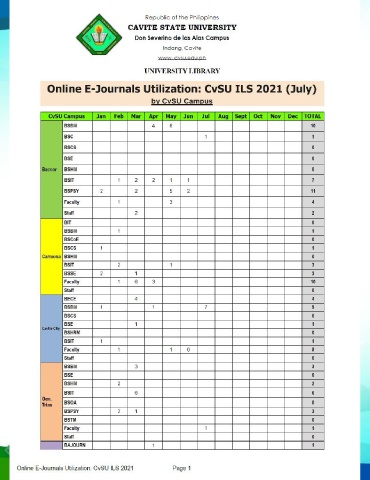 Republic of the Philippines
CAVITE STATE UNIVERSITY
Don Severino de las Alas Campus
Indang, Cavite
www.cvsu.edu.ph
UNIVERSITY LIBRARY
Online E-Journals Utilization: CvSU ILS 2021 (July)
by CvSU Campus
CvSU Campus Jan Feb Mar Apr May Jun Jul Aug Sept Oct Nov Dec TOTAL
BSBM 4 6 10
BSC 1 1
BSCS 0
BSE 0
Bacoor BSHM 0
BSIT 1 2 2 1 1 7
BSPSY 2 2 5 2 11
Faculty 1 3 4
Staff 2 2
BIT 0
BSBM 1 1
BSCoE 0
BSCS 1 1
Carmona BSHM 0
BSIT 2 1 3
BSSE 2 1 3
Faculty 1 6 3 10
Staff 0
BECE 4 4
BSBM 1 1 7
BSCS 0
BSE 1 1
Cavite City BSHRM 0
BSIT 1 1
Faculty 1 1 6 8
Staff 0
BSBM 3 3
BSE 0
BSHM 2 2
BSIT 6 6
Gen. Trias BSOA 0
BSPSY 2 1 3
BSTM 0
Faculty 1 1
Staff 0
BAJOURN 1 1
Online E-Journals Utilization: CvSU ILS 2021 Page 1